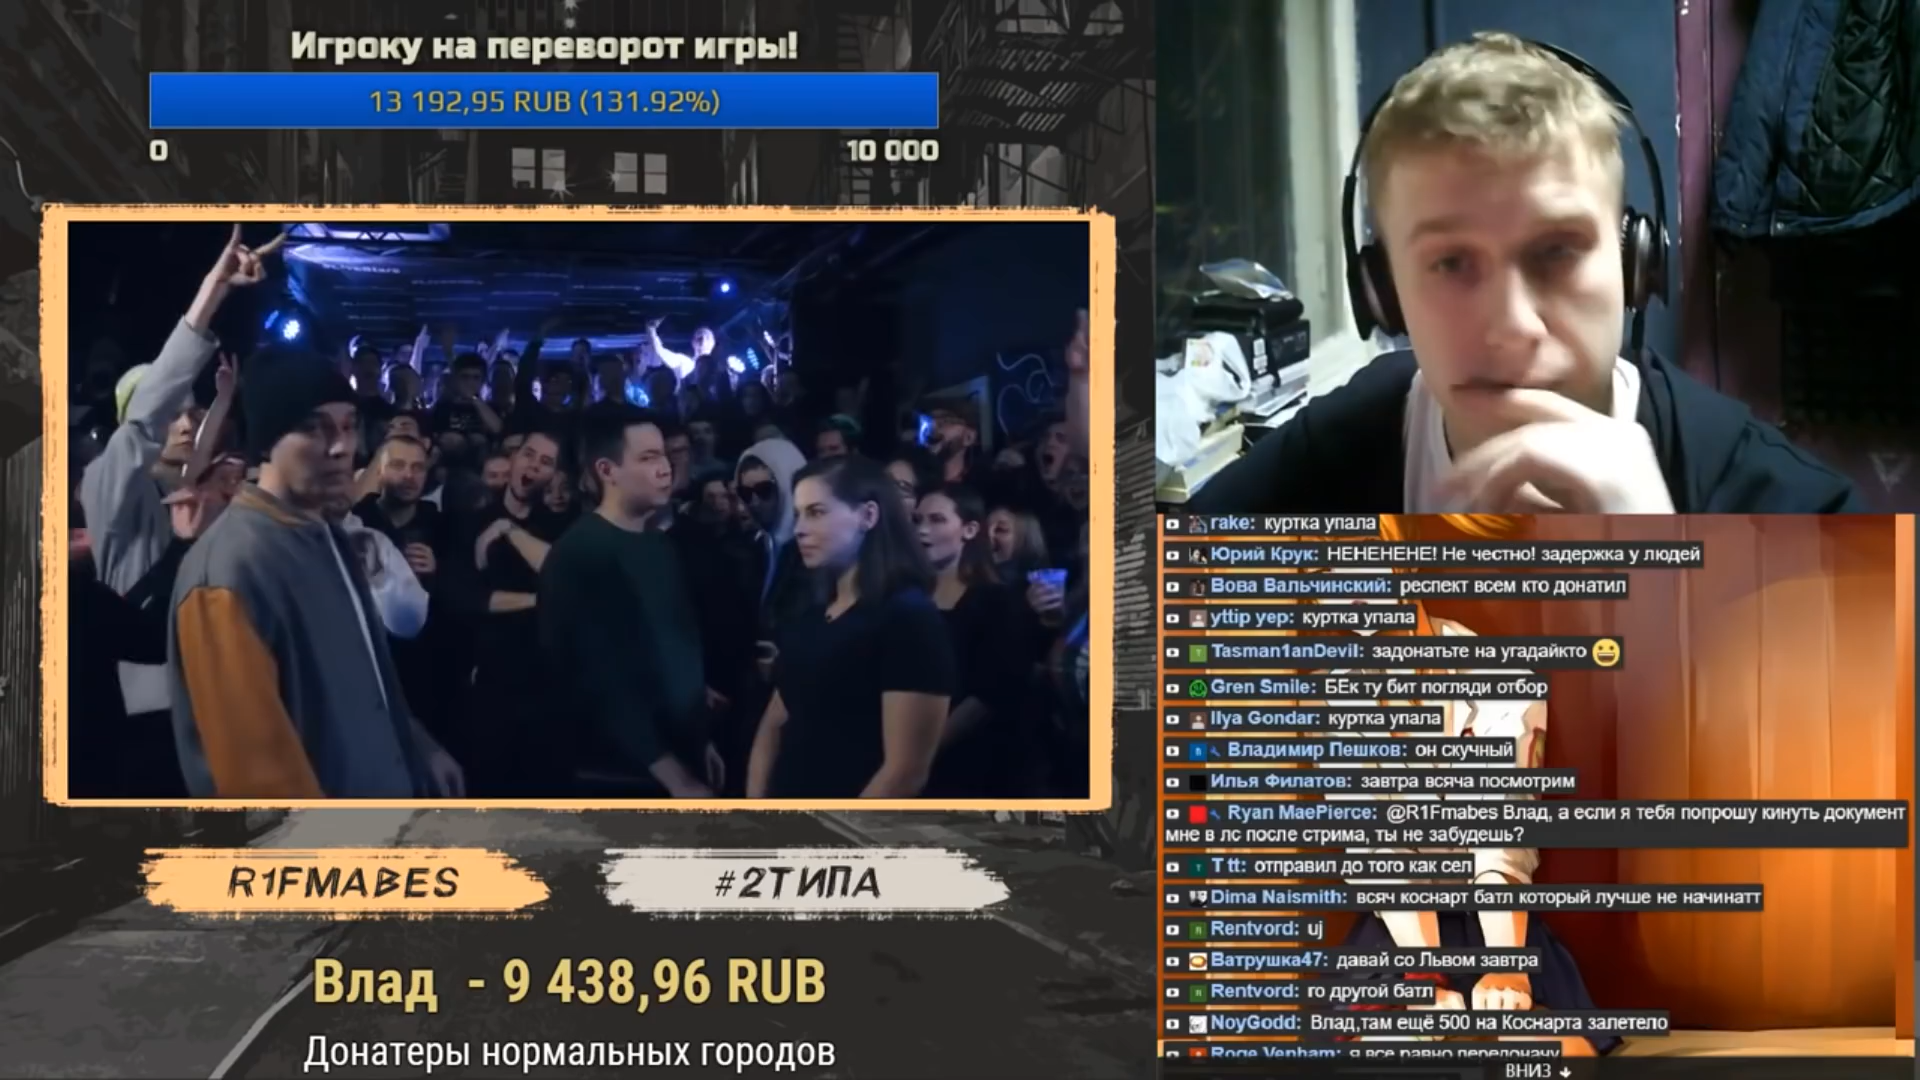 Игроку на переворот игры!
13 192,95 RUB (131.92%)
0
10 000
R1FMABES
#2ТИПА
Влад - 9 438,96 RUB
Донатеры нормальных городов
rake: куртка упала
Юрий Крук: НЕНЕНЕНЕ! Не честно! задержка у людей
Вова Вальчинский: респект всем кто донатил
yttip yep: куртка упала
Tasman1anDevil: задонатьте на угадайкто 😀
Gren Smile: БЕк ту бит погляди отбор
Ilya Gondar: куртка упала
Владимир Пешков: он скучный
Илья Филатов: завтра всяча посмотрим
Ryan MaePierce: @R1Fmabes Влад, а если я тебя попрошу кинуть документ
мне в лс после стрима, ты не забудешь?
T tt: отправил до того как сел
Dima Naismith: всяч коснарт батл который лучше не начинатт
Rentvord: uj
Ватрушка47: давай со Львом завтра
Rentvord: го другой батл
NoyGodd: Влад,там ещё 500 на Коснарта залетело
Roge Venham: я все равно передоначу
ВНИЗ ↓